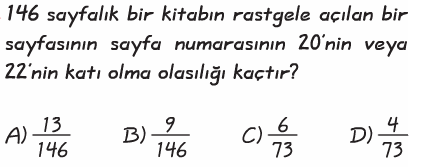 146 sayfalık bir kitabın rastgele açılan bir
sayfasının sayfa numarasının 20'nin veya
22'nin katı olma olasılığı kaçtır?
A) 13/146 B) 9/146 C) 6/73 D) 4/73